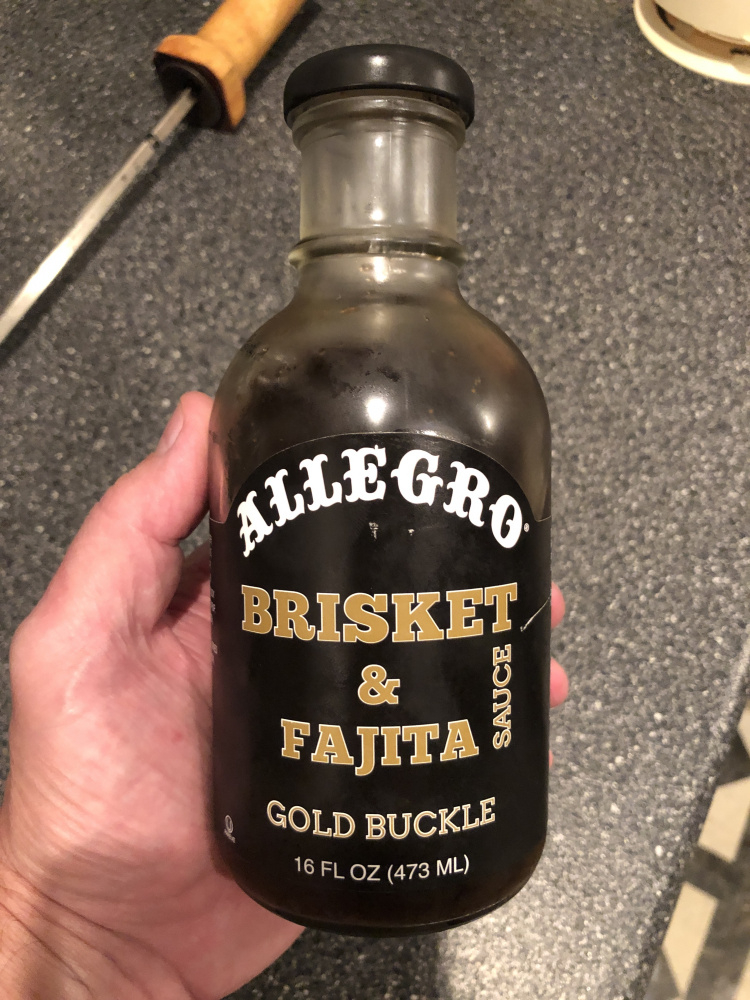 ALLEGRO®
BRISKET
&
FAJITA
SAUCE
GOLD BUCKLE
16 FL OZ (473 ML)